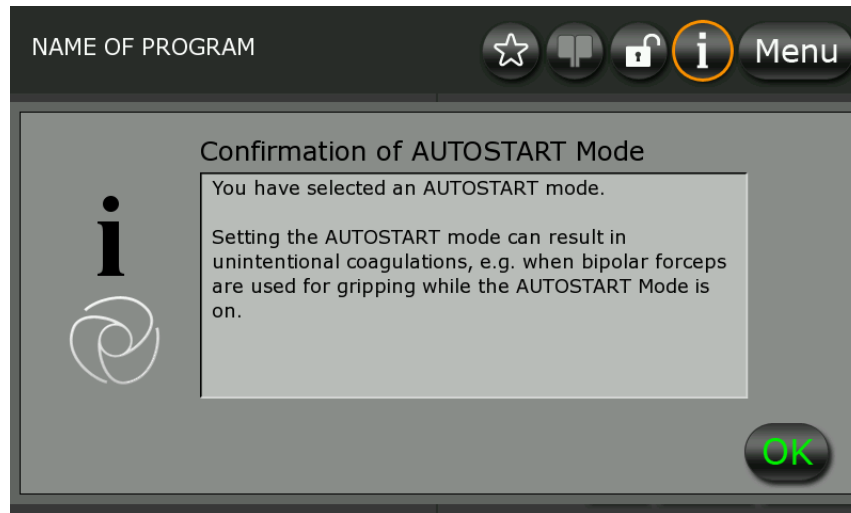 NAME OF PROGRAM
i
Menu
Confirmation of AUTOSTART Mode
i
You have selected an AUTOSTART mode.
Setting the AUTOSTART mode can result in
unintentional coagulations, e.g. when bipolar forceps
are used for gripping while the AUTOSTART Mode is
on.
OK